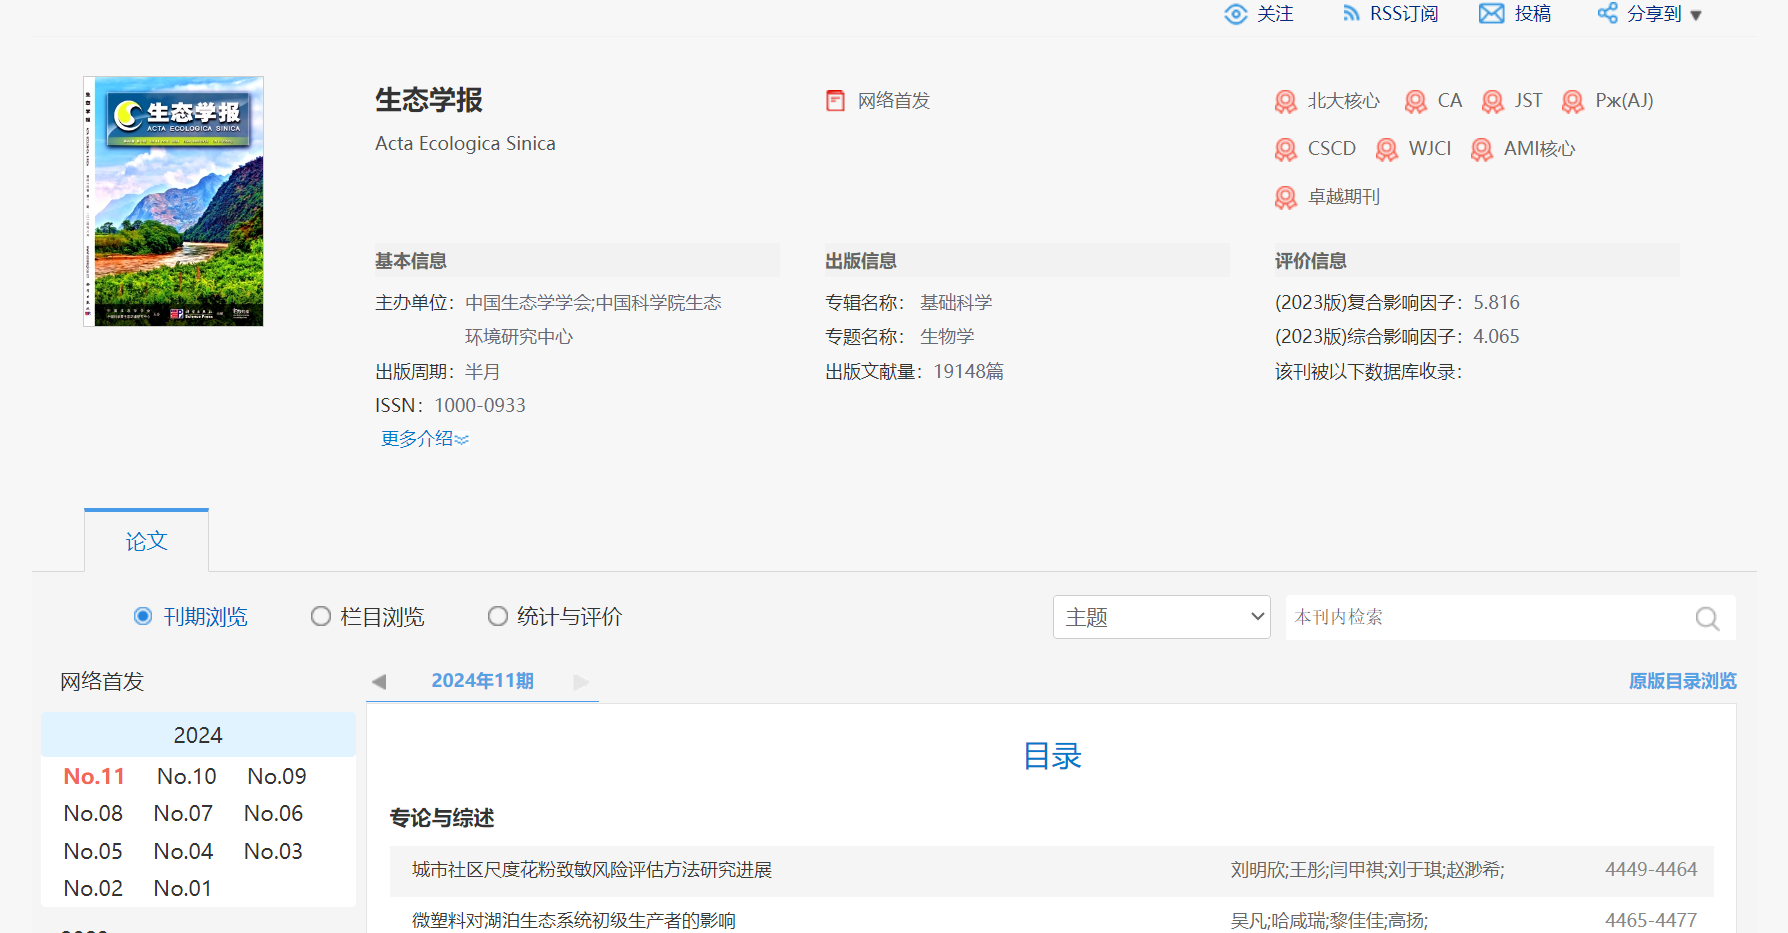 关注 RSS订阅 投稿 分享到
生态学报
ACTA ECOLOGICA SINICA
生态学报
Acta Ecologica Sinica
网络首发
北大核心 CA JST Pж(AJ)
CSCD WJCI AMI核心
卓越期刊
基本信息
主办单位：中国生态学学会;中国科学院生态
环境研究中心
出版周期：半月
ISSN：1000-0933
更多介绍
出版信息
专辑名称：基础科学
专题名称：生物学
出版文献量：19148篇
评价信息
(2023版)复合影响因子：5.816
(2023版)综合影响因子：4.065
该刊被以下数据库收录：
论文
刊期浏览 栏目浏览 统计与评价 主题 本刊内检索
网络首发
2024
No.11 No.10 No.09
No.08 No.07 No.06
No.05 No.04 No.03
No.02 No.01
2024年11期 原版目录浏览
目录
专论与综述
城市社区尺度花粉致敏风险评估方法研究进展 刘明欣;王彤;闫甲祺;刘于琪;赵渺希; 4449-4464
微塑料对湖泊生态系统初级生产者的影响 吴凡;哈咸瑞;黎佳佳;高扬; 4465-4477